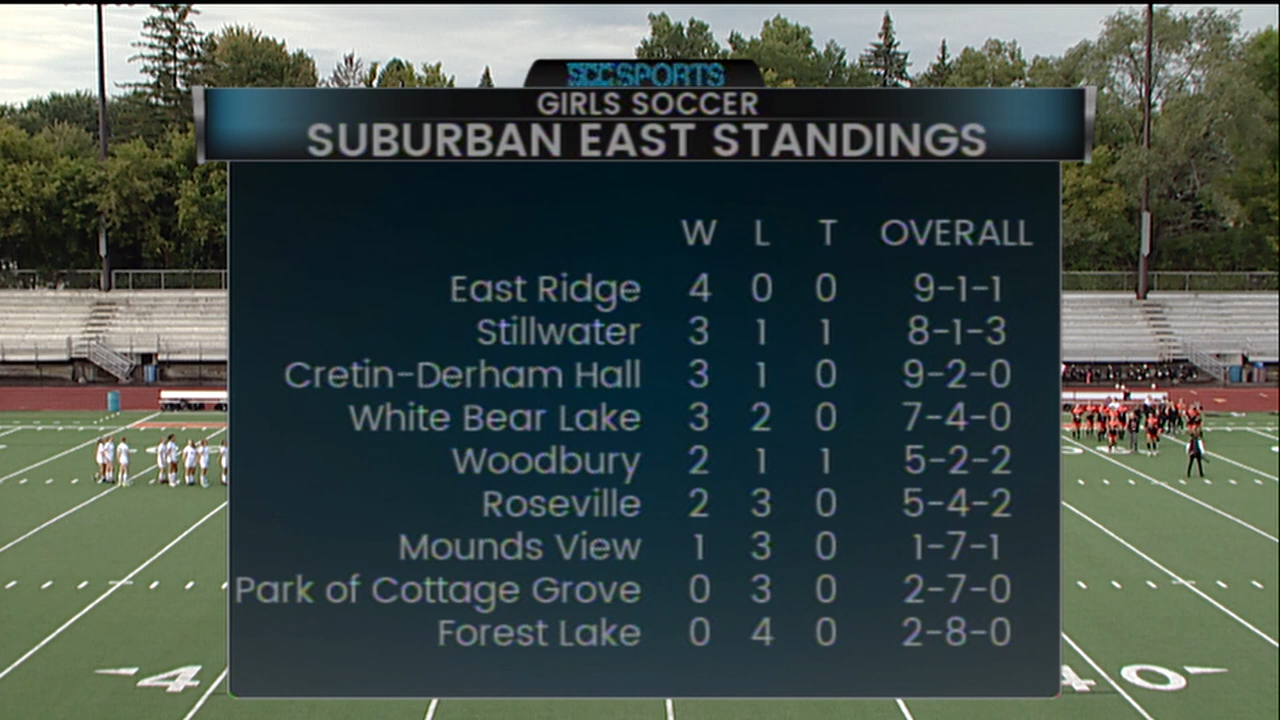 SCC SPORTS
GIRLS SOCCER
SUBURBAN EAST STANDINGS
W L T OVERALL
East Ridge 4 0 0 9-1-1
Stillwater 3 1 1 8-1-3
Cretin-Derham Hall 3 1 0 9-2-0
White Bear Lake 3 2 0 7-4-0
Woodbury 2 1 1 5-2-2
Roseville 2 3 0 5-4-2
Mounds View 1 3 0 1-7-1
Park of Cottage Grove 0 3 0 2-7-0
Forest Lake 0 4 0 2-8-0
4 40